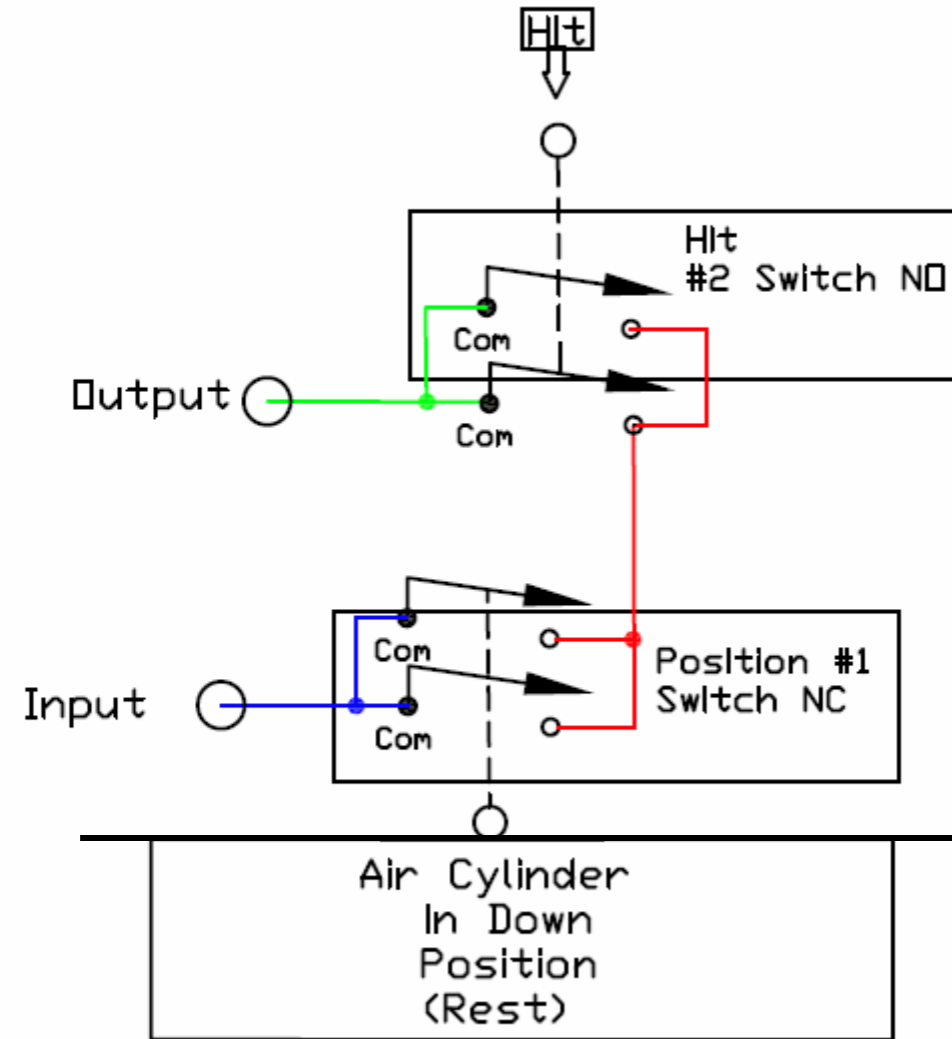 Hit
Hit
#2 Switch NO
Com
Output
Com
Com
Position #1
Switch NC
Input
Com
Air Cylinder
In Down
Position
(Rest)